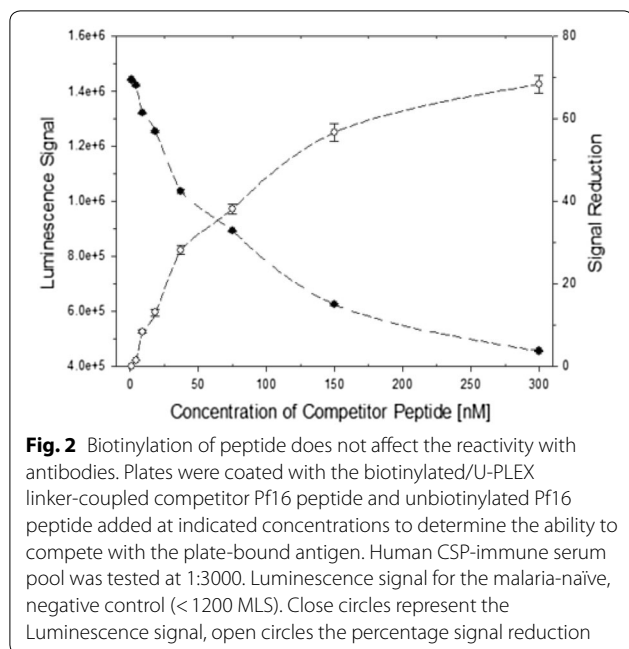 1.6e+6
1.4e+6
1.2e+6
1.0e+6
8.0e+5
6.0e+5
4.0e+5
Luminescence Signal
80
60
40
20
0
Signal Reduction
0 50 100 150 200 250 300
Concentration of Competitor Peptide [nM]
Fig. 2 Biotinylation of peptide does not affect the reactivity with
antibodies. Plates were coated with the biotinylated/U-PLEX
linker-coupled competitor Pf16 peptide and unbiotinylated Pf16
peptide added at indicated concentrations to determine the ability to
compete with the plate-bound antigen. Human CSP-immune serum
pool was tested at 1:3000. Luminescence signal for the malaria-naïve,
negative control (< 1200 MLS). Close circles represent the
Luminescence signal, open circles the percentage signal reduction